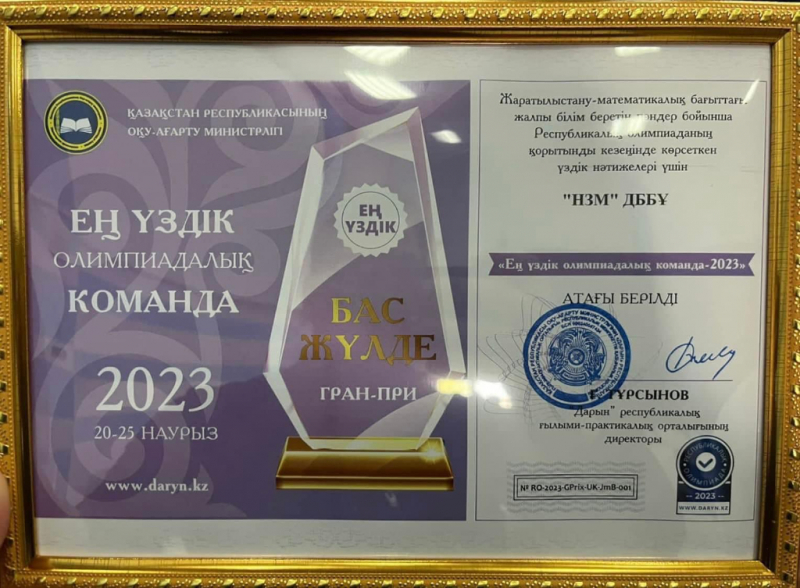 ҚАЗАҚСТАН РЕСПУБЛИКАСЫНЫҢ
ОҚУ-АҒАРТУ МИНИСТРЛІГІ
ЕҢ ҮЗДІК
ОЛИМПИАДАЛЫҚ
КОМАНДА
2023
20-25 НАУРЫЗ
www.daryn.kz
ЕҢ
ҮЗДІК
БАС
ЖҮЛДЕ
ГРАН-ПРИ
Жаратылыстану-математикалық бағыттағы
жалпы білім беретін пәндер бойынша
Республикалық олимпиаданың
қорытынды кезеңінде көрсеткен
үздік нәтижелері үшін
"НЗМ" ДББҰ
«Ең үздік олимпиадалық команда-2023»
АТАҒЫ БЕРІЛДІ
ТҰРСЫНОВ
"Дарын" республикалық
ғылыми-практикалық орталығының
директоры
№ RO-2023-GPrix-UK-JmB-001
РЕСПУБЛИКАЛЫҚ
ОЛИМПИАДА
2023
WWW.DARYN.KZ